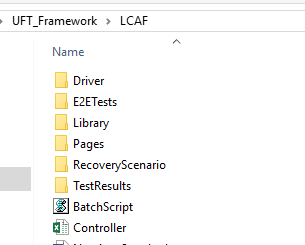 UFT_Framework > LCAF
Name
Driver
E2ETests
Library
Pages
RecoveryScenario
TestResults
BatchScript
Controller